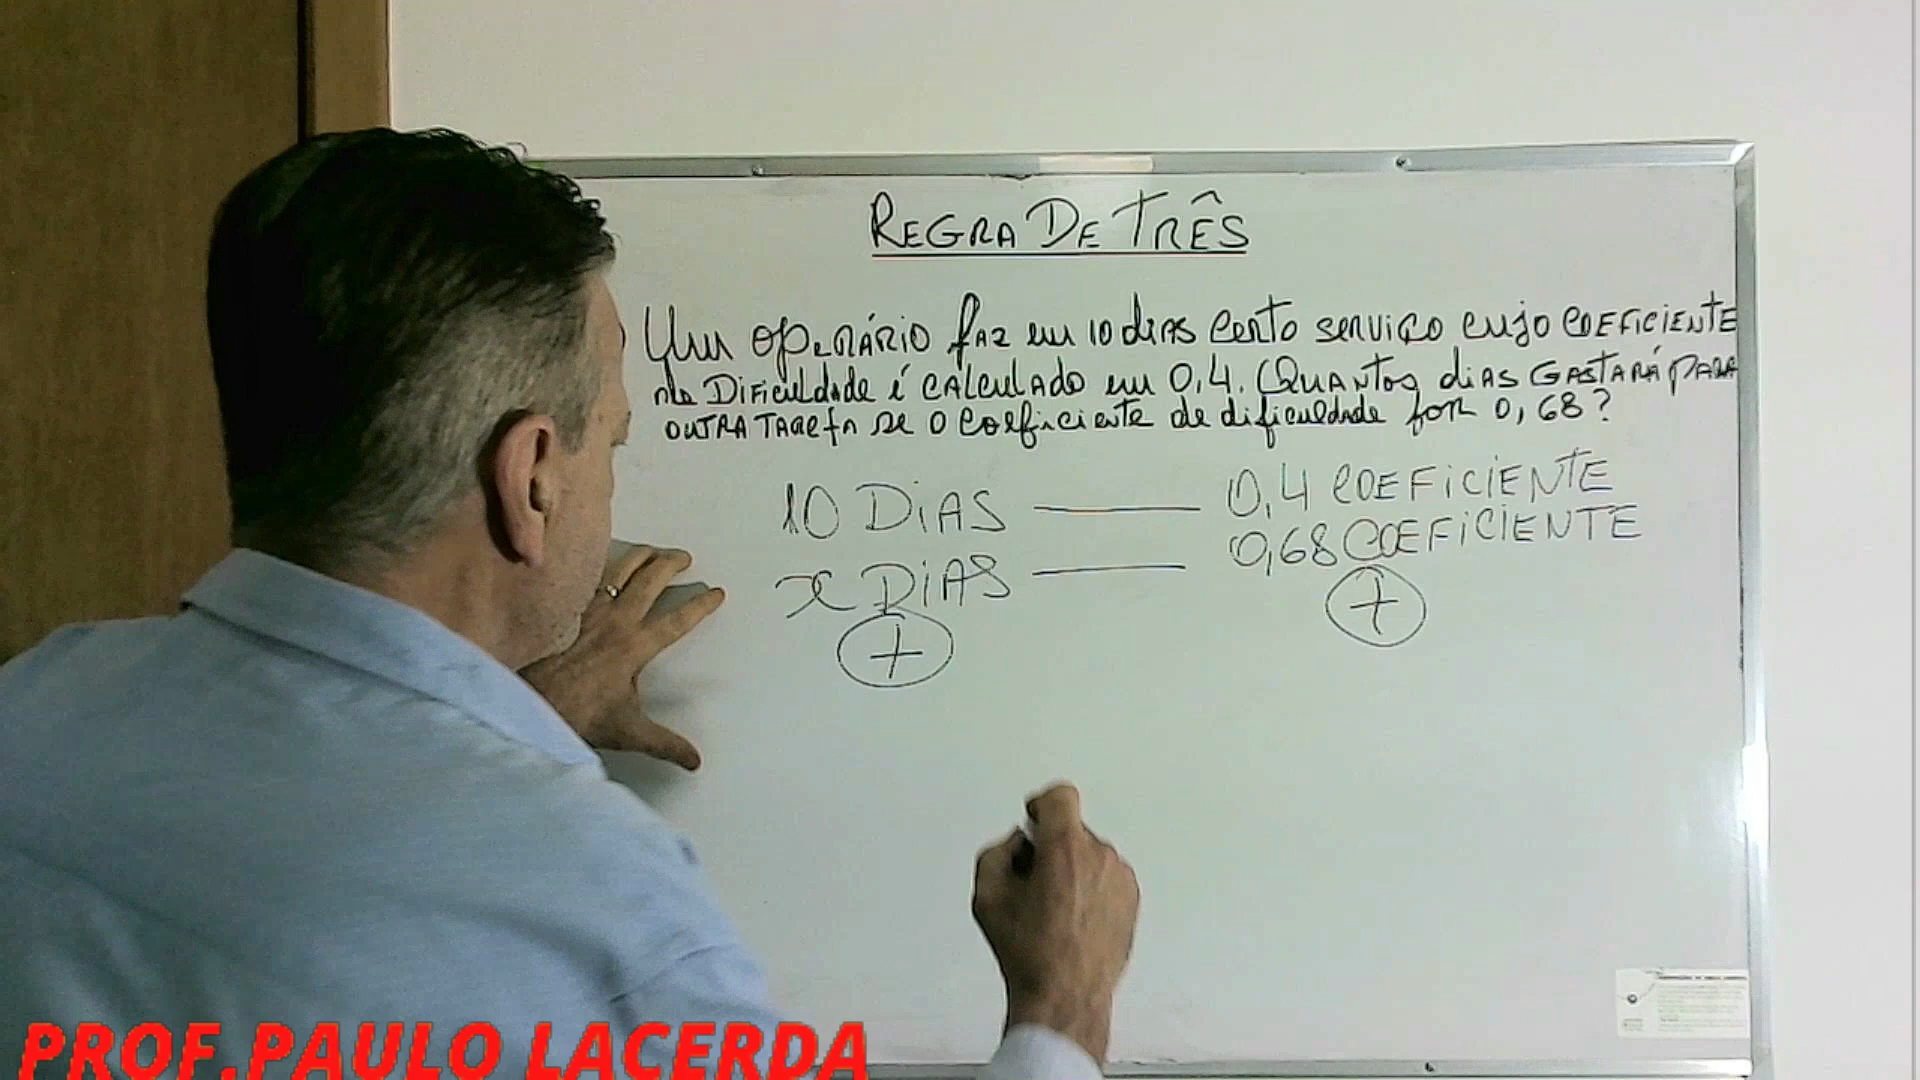 REGRA DE TRÊS
Um operário faz em 10 dias certo serviço cujo coeficiente
de Dificuldade é calculado em 0,4. Quantos dias gastará para
outra tarefa se o coeficiente de dificuldade for 0,68?
10 DIAS —— 0,4 COEFICIENTE
x DIAS —— 0,68 COEFICIENTE
+ +
PROF.PAULO LACERDA